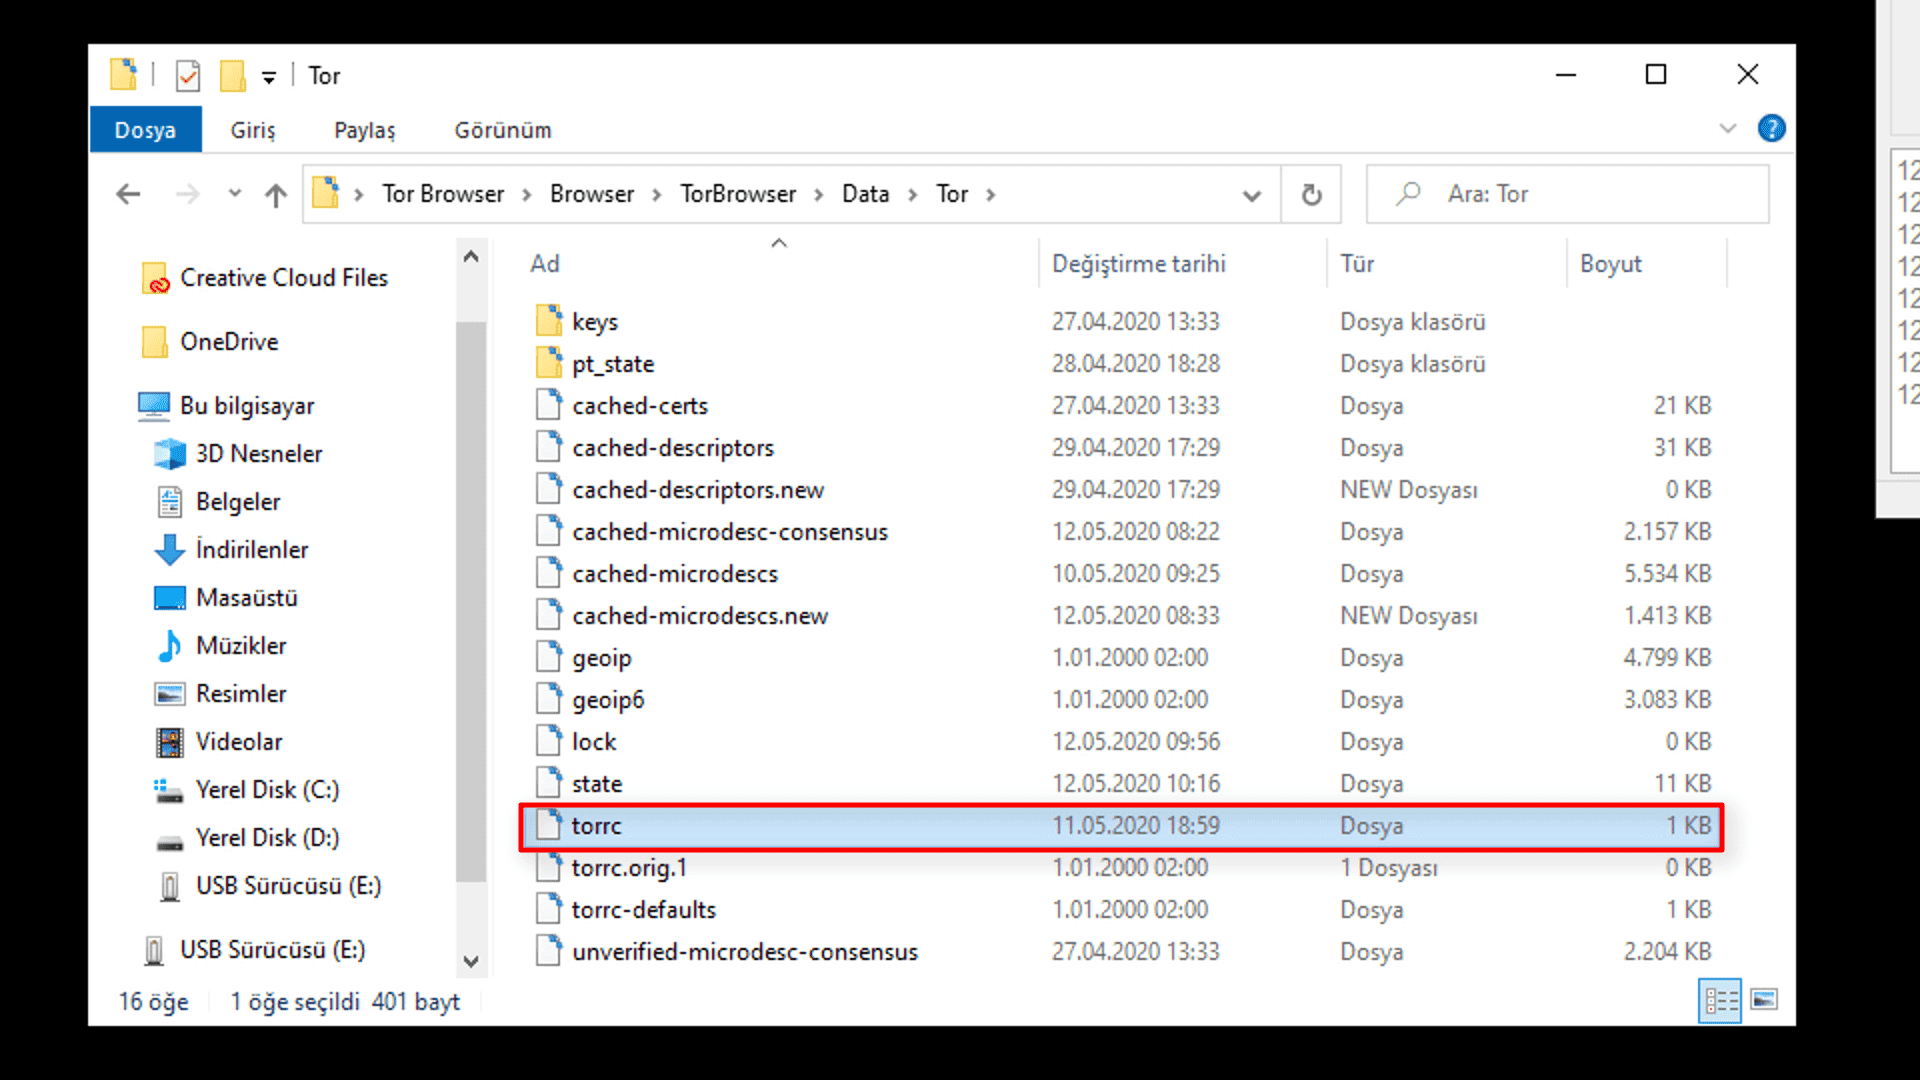 Tor
Dosya Giriş Paylaş Görünüm
Tor Browser Browser TorBrowser Data Tor
Ara: Tor
Creative Cloud Files
OneDrive
Bu bilgisayar
3D Nesneler
Belgeler
İndirilenler
Masaüstü
Müzikler
Resimler
Videolar
Yerel Disk (C:)
Yerel Disk (D:)
USB Sürücüsü (E:)
USB Sürücüsü (E:)
Ad Değiştirme tarihi Tür Boyut
keys 27.04.2020 13:33 Dosya klasörü
pt_state 28.04.2020 18:28 Dosya klasörü
cached-certs 27.04.2020 13:33 Dosya 21 KB
cached-descriptors 29.04.2020 17:29 Dosya 31 KB
cached-descriptors.new 29.04.2020 17:29 NEW Dosyası 0 KB
cached-microdesc-consensus 12.05.2020 08:22 Dosya 2.157 KB
cached-microdescs 10.05.2020 09:25 Dosya 5.534 KB
cached-microdescs.new 12.05.2020 08:33 NEW Dosyası 1.413 KB
geoip 1.01.2000 02:00 Dosya 4.799 KB
geoip6 1.01.2000 02:00 Dosya 3.083 KB
lock 12.05.2020 09:56 Dosya 0 KB
state 12.05.2020 10:16 Dosya 11 KB
torrc 11.05.2020 18:59 Dosya 1 KB
torrc.orig.1 1.01.2000 02:00 1 Dosyası 0 KB
torrc-defaults 1.01.2000 02:00 Dosya 1 KB
unverified-microdesc-consensus 27.04.2020 13:33 Dosya 2.204 KB
16 öğe 1 öğe seçildi 401 bayt
12
12
12
12
12
12
12
12